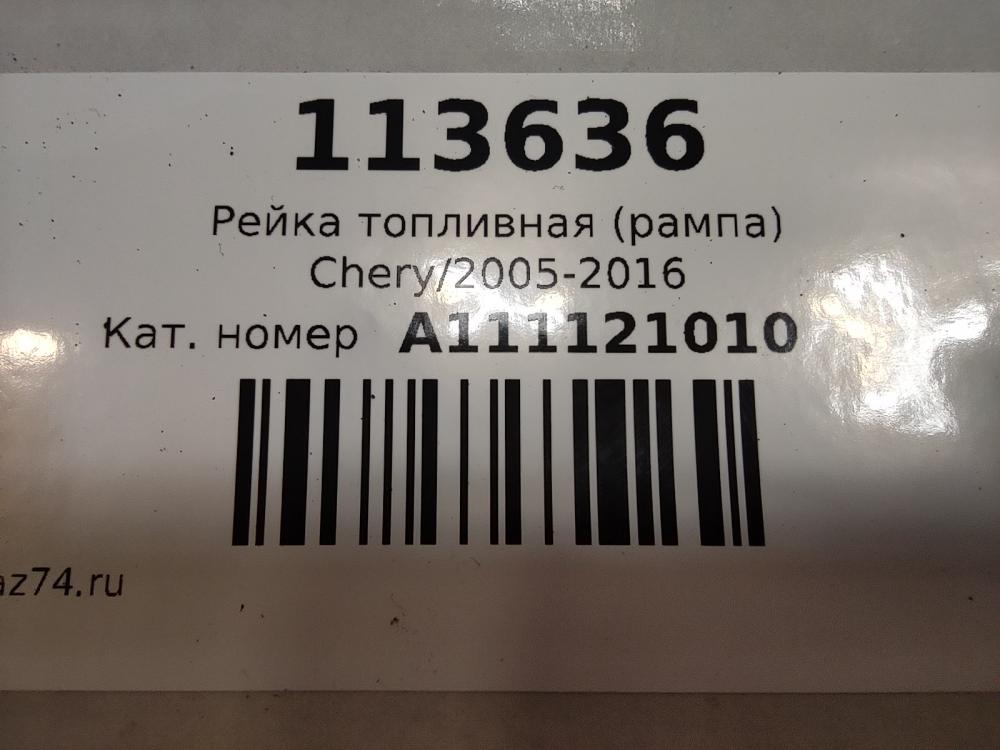 113636
Рейка топливная (рампа)
Chery/2005-2016
Кат. номер A111121010
az74.ru